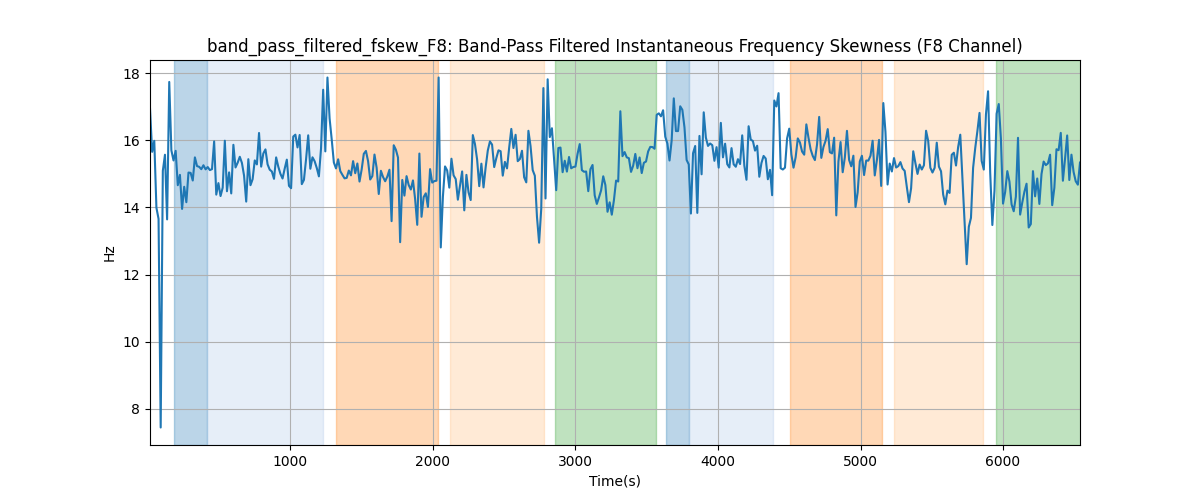 band_pass_filtered_fskew_F8: Band-Pass Filtered Instantaneous Frequency Skewness (F8 Channel)
18
16
14
12
10
8
Hz
1000 2000 3000 4000 5000 6000
Time(s)